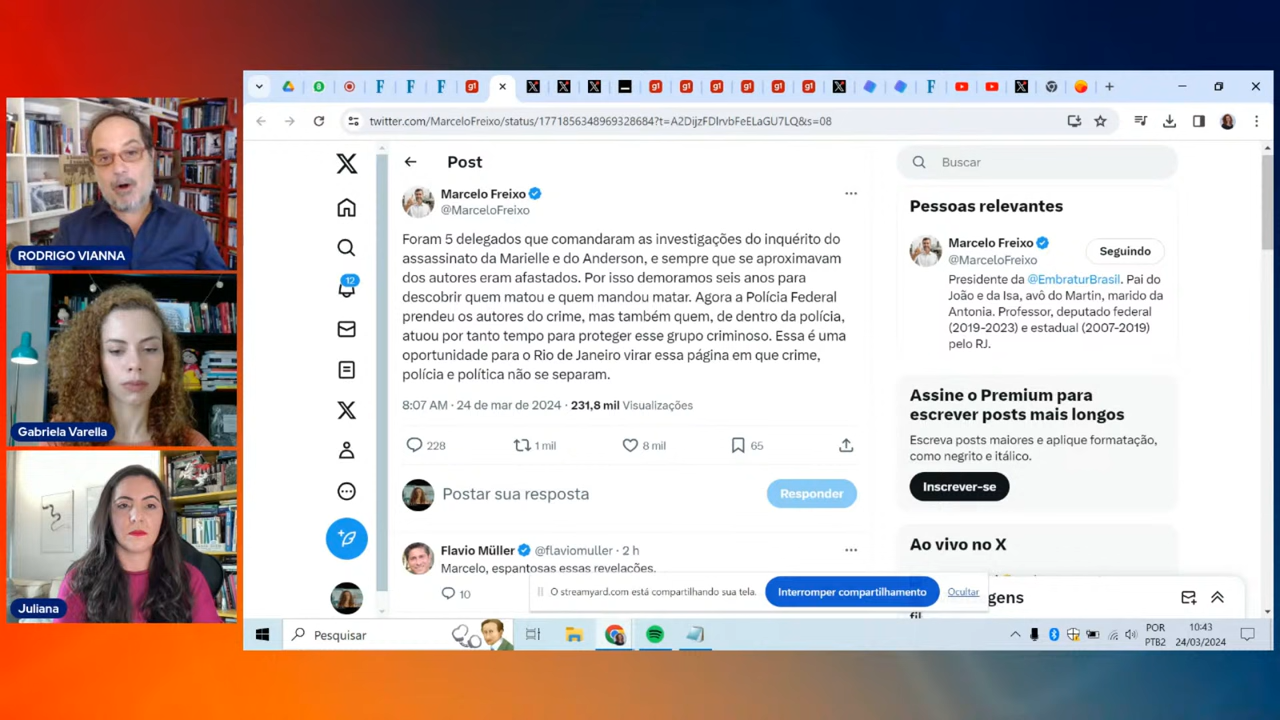 twitter.com/MarceloFreixo/status/1771856348969328684?t=A2DijzFDIrvbFeELaGU7LQ&s=08
RODRIGO VIANNA
Gabriela Varella
Juliana
Post
Marcelo Freixo
@MarceloFreixo
Foram 5 delegados que comandaram as investigações do inquérito do
assassinato da Marielle e do Anderson, e sempre que se aproximavam
dos autores eram afastados. Por isso demoramos seis anos para
descobrir quem matou e quem mandou matar. Agora a Polícia Federal
prendeu os autores do crime, mas também quem, de dentro da polícia,
atuou por tanto tempo para proteger esse grupo criminoso. Essa é uma
oportunidade para o Rio de Janeiro virar essa página em que crime,
polícia e política não se separam.
8:07 AM · 24 de mar de 2024 · 231,8 mil Visualizações
228 1 mil 8 mil 65
Postar sua resposta
Responder
Flavio Müller @flaviomuller · 2 h
Marcelo, espantosas essas revelações.
10
17
Buscar
Pessoas relevantes
Marcelo Freixo
@MarceloFreixo
Seguindo
Presidente da @EmbraturBrasil. Pai do
João e da Isa, avô do Martin, marido da
Antonia. Professor, deputado federal
(2019-2023) e estadual (2007-2019)
pelo RJ.
Assine o Premium para
escrever posts mais longos
Escreva posts maiores e aplique formatação,
como negrito e itálico.
Inscrever-se
Ao vivo no X
gens
O streamyard.com está compartilhando sua tela.
Interromper compartilhamento
Ocultar
Pesquisar
POR
PTB2
10:43
24/03/2024